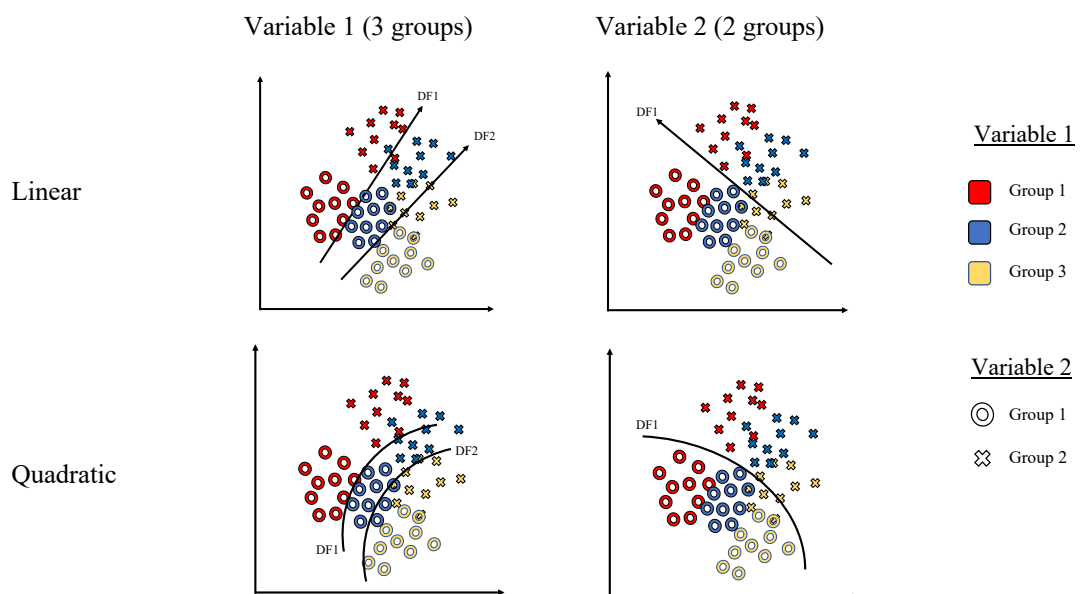 Variable 1 (3 groups)
Variable 2 (2 groups)
Linear
DF1
DF2
DF1
Variable 1
Group 1
Group 2
Group 3
Quadratic
DF1
DF2
DF1
Variable 2
Group 1
Group 2